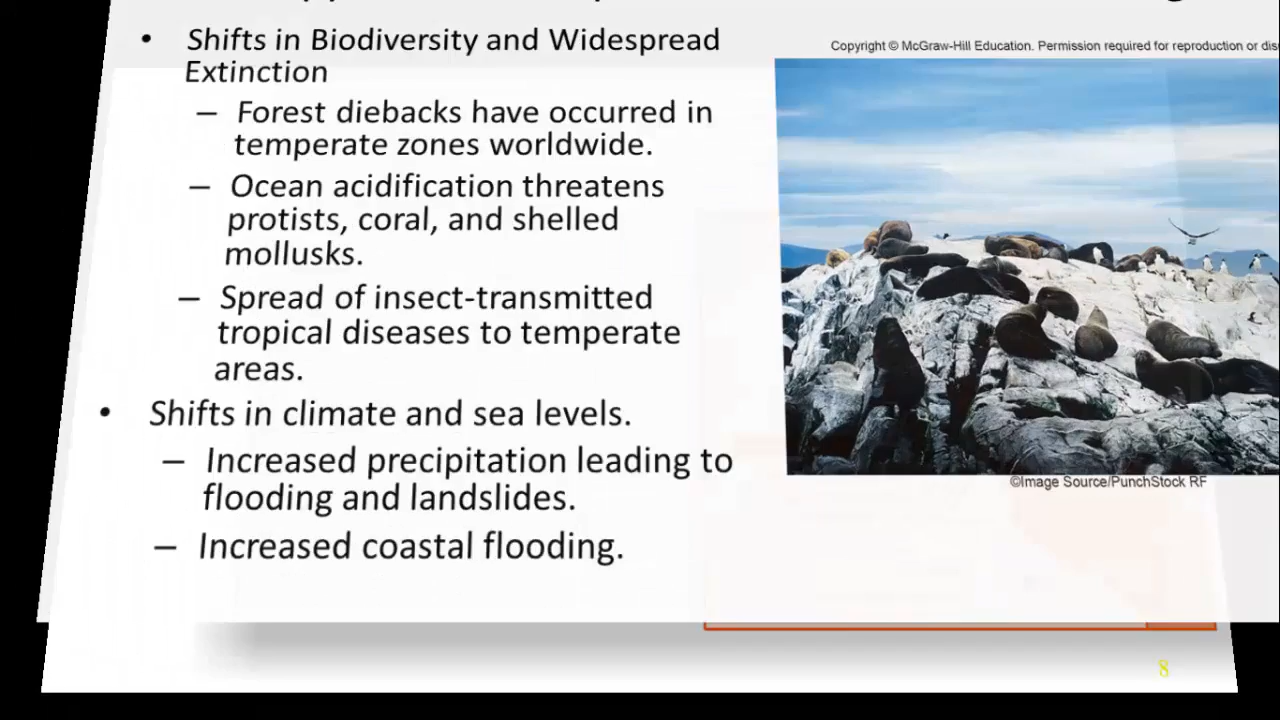 • Shifts in Biodiversity and Widespread
Extinction
– Forest diebacks have occurred in
temperate zones worldwide.
– Ocean acidification threatens
protists, coral, and shelled
mollusks.
– Spread of insect-transmitted
tropical diseases to temperate
areas.
• Shifts in climate and sea levels.
– Increased precipitation leading to
flooding and landslides.
– Increased coastal flooding.
Copyright © McGraw-Hill Education. Permission required for reproduction or
©Image Source/PunchStock RF
8